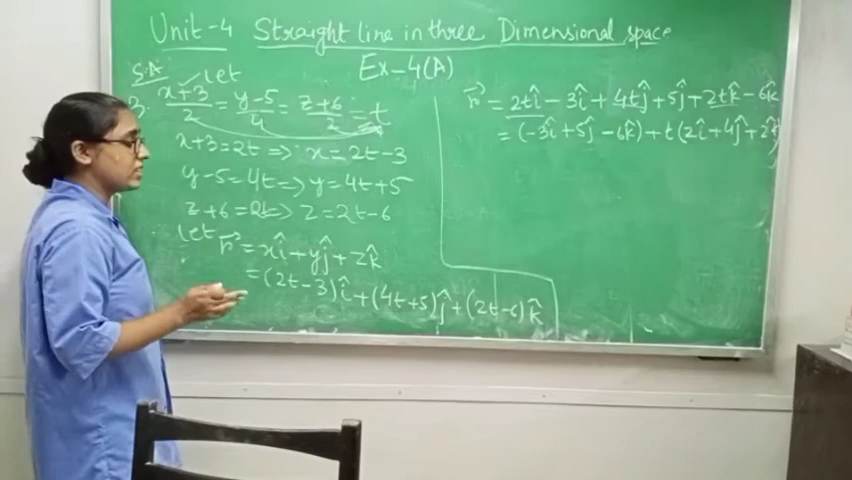 Unit-4 Straight line in three Dimensional space
Ex-4(A)
S.A let
3. x+3/2 = y-5/4 = z+6/2 = t
x+3=2t => x=2t-3
y-5=4t => y=4t+5
z+6=2t => z=2t-6
let r⃗ = xî+yĵ+zk̂
=(2t-3)î+(4t+5)ĵ+(2t-6)k̂
r⃗ = 2tî-3î+4tĵ+5ĵ+2tk̂-6k̂
=(-3î+5ĵ-6k̂)+t(2î+4ĵ+2k̂)